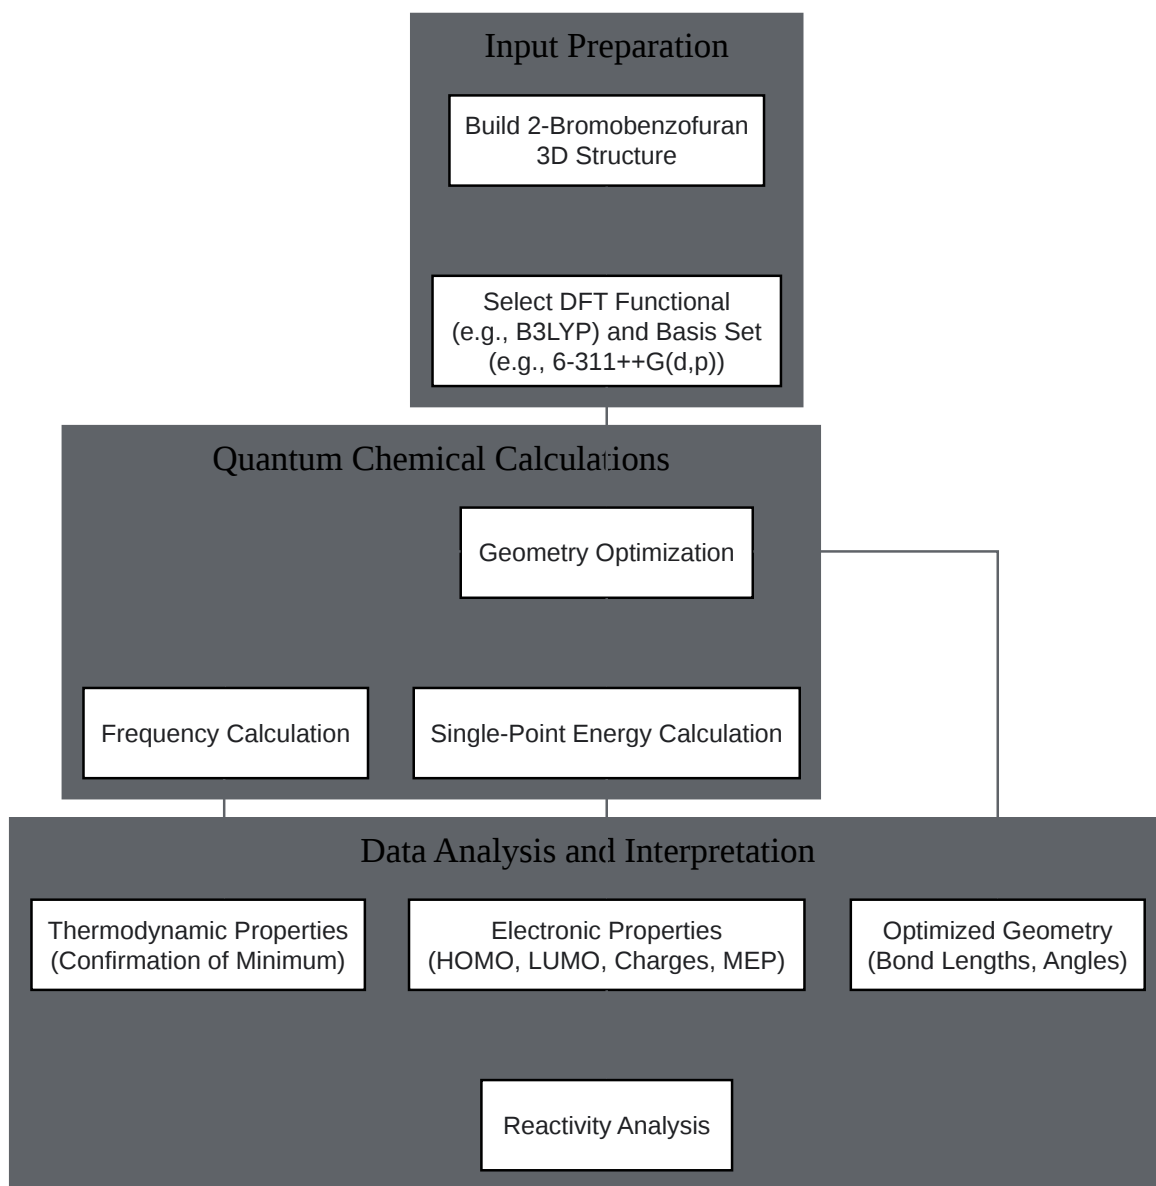 Input Preparation
Build 2-Bromobenzofuran
3D Structure
Select DFT Functional
(e.g., B3LYP) and Basis Set
(e.g., 6-311++G(d,p))
Quantum Chemical Calculations
Geometry Optimization
Frequency Calculation
Single-Point Energy Calculation
Data Analysis and Interpretation
Thermodynamic Properties
(Confirmation of Minimum)
Electronic Properties
(HOMO, LUMO, Charges, MEP)
Optimized Geometry
(Bond Lengths, Angles)
Reactivity Analysis